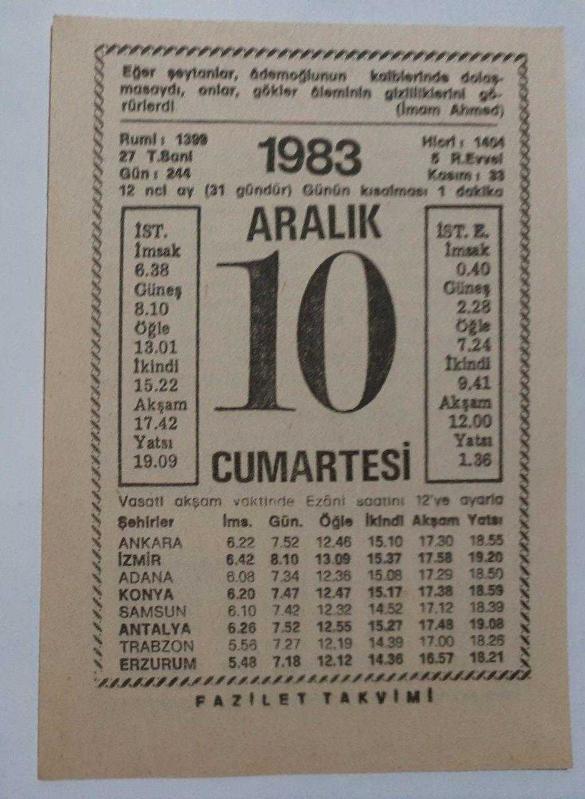 Eğer şeytanlar, âdemoğlunun kalblerinde dolaş-
masaydı, onlar, gökler âleminin gizliliklerini gö-
rürlerdi (İmam Ahmed)
Rumî : 1399
27 T.Sani
Gün : 244
1983
Hicrî : 1404
5 R.Evvel
Kasım : 33
12 nci ay (31 gündür) Günün kısalması 1 dakika
İST.
İmsak
6.38
Güneş
8.10
Öğle
13.01
İkindi
15.22
Akşam
17.42
Yatsı
19.09
ARALIK
10
CUMARTESİ
İST. E.
İmsak
0.40
Güneş
2.28
Öğle
7.24
İkindi
9.41
Akşam
12.00
Yatsı
1.36
Vasati akşam vaktinde Ezâni saatini 12'ye ayarla
Şehirler İms. Gün. Öğle İkindi Akşam Yatsı
ANKARA 6.22 7.52 12.46 15.10 17.30 18.55
İZMİR 6.42 8.10 13.09 15.37 17.58 19.20
ADANA 6.08 7.34 12.36 15.08 17.29 18.50
KONYA 6.20 7.47 12.47 15.17 17.38 18.59
SAMSUN 6.10 7.42 12.32 14.52 17.12 18.39
ANTALYA 6.26 7.52 12.55 15.27 17.48 19.08
TRABZON 5.56 7.27 12.19 14.39 17.00 18.26
ERZURUM 5.48 7.18 12.12 14.36 16.57 18.21
FAZİLET TAKVİMİ